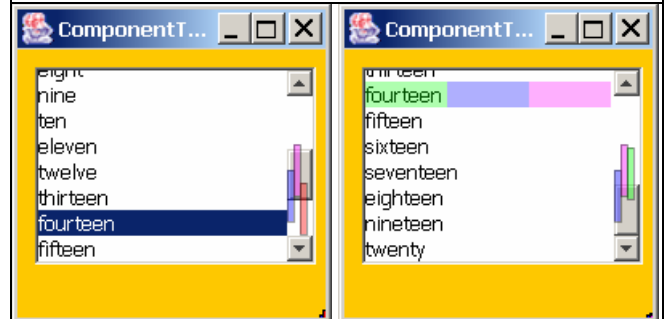 ComponentT...
eight
nine
ten
eleven
twelve
thirteen
fourteen
fifteen
ComponentT...
thirteen
fourteen
fifteen
sixteen
seventeen
eighteen
nineteen
twenty